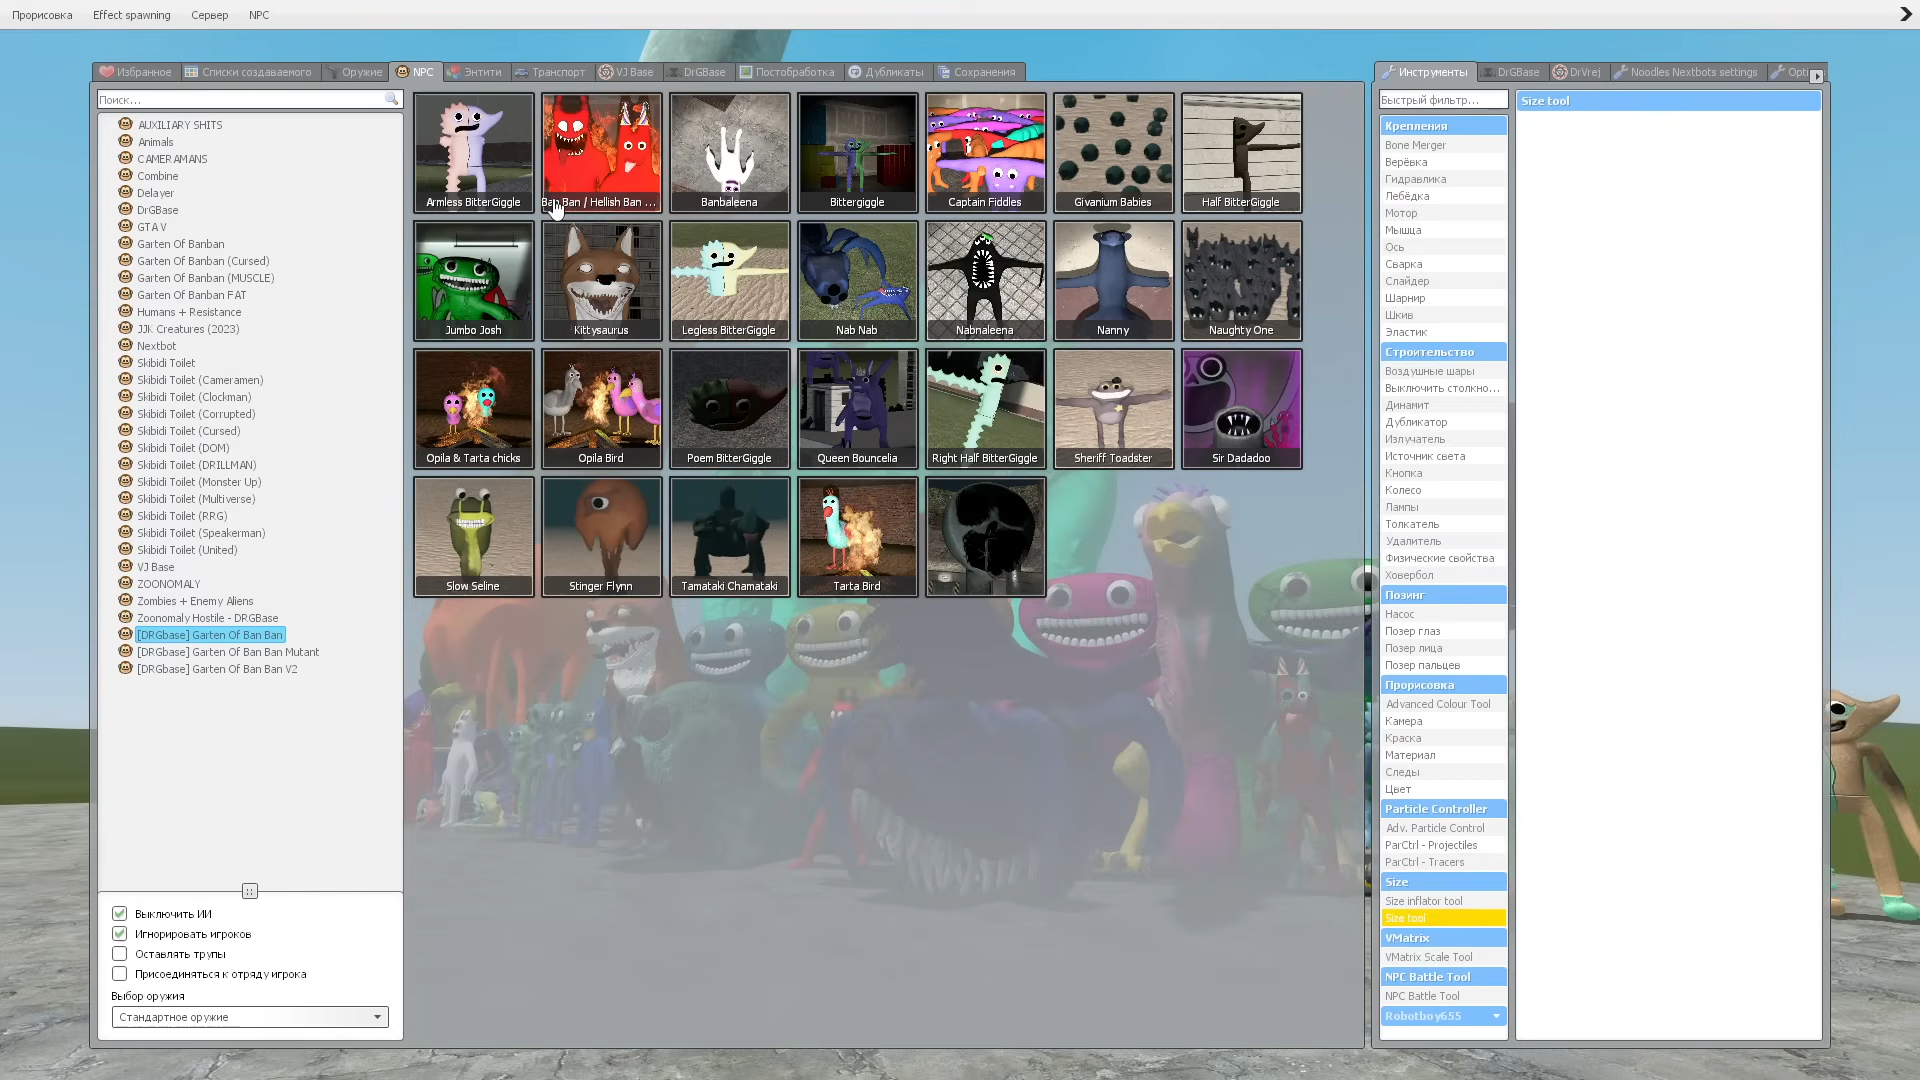 Прорисовка Effect spawning Сервер NPC
Избранное Списки создаваемого Оружие NPC Энтити Транспорт VJ Base DrGBase Постобработка Дубликаты Сохранения
Поиск...
AUXILIARY SHITS
Animals
CAMERAMANS
Combine
Delayer
DrGBase
GTA V
Garten Of Banban
Garten Of Banban (Cursed)
Garten Of Banban (MUSCLE)
Garten Of Banban FAT
Humans + Resistance
JJK Creatures (2023)
Nextbot
Skibidi Toilet
Skibidi Toilet (Cameramen)
Skibidi Toilet (Clockman)
Skibidi Toilet (Corrupted)
Skibidi Toilet (Cursed)
Skibidi Toilet (DOM)
Skibidi Toilet (DRILLMAN)
Skibidi Toilet (Monster Up)
Skibidi Toilet (Multiverse)
Skibidi Toilet (RRG)
Skibidi Toilet (Speakerman)
Skibidi Toilet (United)
VJ Base
ZOONOMALY
Zombies + Enemy Aliens
Zoonomaly Hostile - DRGBase
[DRGbase] Garten Of Ban Ban
[DRGbase] Garten Of Ban Ban Mutant
[DRGbase] Garten Of Ban Ban V2
Выключить ИИ
Игнорировать игроков
Оставлять трупы
Присоединяться к отряду игрока
Выбор оружия
Стандартное оружие
Armless BitterGiggle
Ban Ban / Hellish Ban ...
Banbaleena
Bittergiggle
Captain Fiddles
Givanium Babies
Half BitterGiggle
Jumbo Josh
Kittysaurus
Legless BitterGiggle
Nab Nab
Nabnaleena
Nanny
Naughty One
Opila & Tarta chicks
Opila Bird
Poem BitterGiggle
Queen Bouncelia
Right Half BitterGiggle
Sheriff Toadster
Sir Dadadoo
Slow Seline
Stinger Flynn
Tamataki Chamataki
Tarta Bird
Инструменты DrGBase DrVrej Noodles Nextbots settings Opti
Быстрый фильтр...
Крепления
Bone Merger
Верёвка
Гидравлика
Лебёдка
Мотор
Мышца
Ось
Сварка
Слайдер
Шарнир
Шкив
Эластик
Строительство
Воздушные шары
Выключить столкно...
Динамит
Дубликатор
Излучатель
Источник света
Кнопка
Колесо
Лампы
Толкатель
Удалитель
Физические свойства
Ховербол
Позинг
Насос
Позер глаз
Позер лица
Позер пальцев
Прорисовка
Advanced Colour Tool
Камера
Краска
Материал
Следы
Цвет
Particle Controller
Adv. Particle Control
ParCtrl - Projectiles
ParCtrl - Tracers
Size
Size inflator tool
Size tool
VMatrix
VMatrix Scale Tool
NPC Battle Tool
NPC Battle Tool
Robotboy655
Size tool